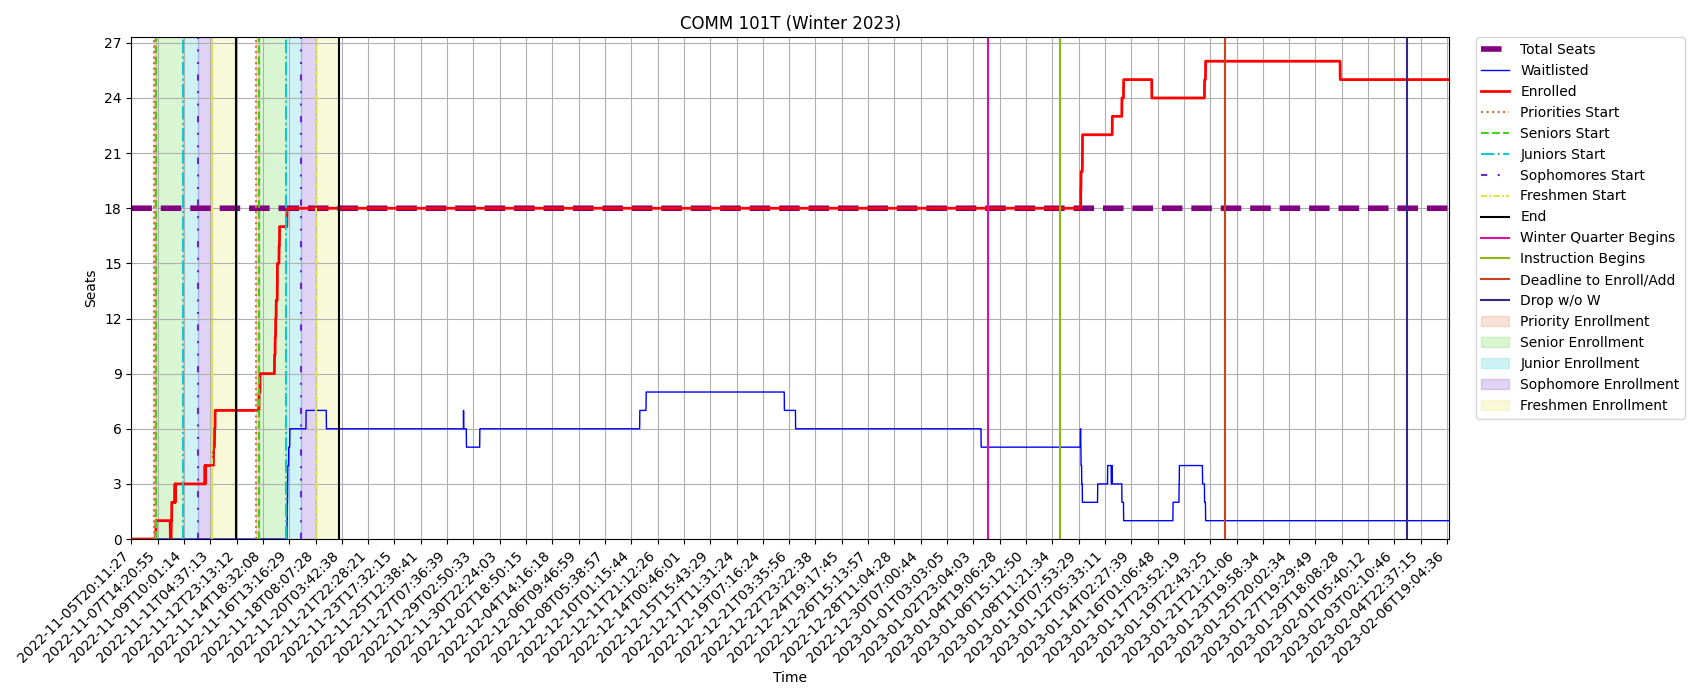 COMM 101T (Winter 2023)
27
24
21
18
15
12
9
6
3
0
Seats
2022-11-05T20:11:27
2022-11-07T14:20:55
2022-11-09T10:01:14
2022-11-11T04:37:13
2022-11-12T23:13:12
2022-11-14T18:32:08
2022-11-16T13:16:29
2022-11-18T08:07:28
2022-11-20T03:42:38
2022-11-21T22:28:21
2022-11-23T17:32:15
2022-11-25T12:38:41
2022-11-27T07:36:39
2022-11-29T02:50:33
2022-11-30T22:24:03
2022-12-02T18:50:15
2022-12-04T14:16:18
2022-12-06T09:46:59
2022-12-08T05:38:57
2022-12-10T01:15:44
2022-12-11T21:12:26
2022-12-14T00:46:01
2022-12-15T15:43:29
2022-12-17T11:31:24
2022-12-19T07:16:24
2022-12-21T03:35:56
2022-12-22T23:22:38
2022-12-24T19:17:45
2022-12-26T15:13:57
2022-12-28T11:04:28
2022-12-30T07:00:44
2023-01-01T03:03:05
2023-01-02T23:04:03
2023-01-04T19:06:28
2023-01-06T15:12:50
2023-01-08T11:21:34
2023-01-10T07:53:29
2023-01-12T05:33:11
2023-01-14T02:27:39
2023-01-16T01:06:48
2023-01-17T23:52:19
2023-01-19T22:43:25
2023-01-21T21:21:06
2023-01-23T19:58:34
2023-01-25T20:02:34
2023-01-27T19:29:49
2023-01-29T18:08:28
2023-02-01T05:40:12
2023-02-03T02:10:46
2023-02-04T22:37:15
2023-02-06T19:04:36
Time
Total Seats
Waitlisted
Enrolled
Priorities Start
Seniors Start
Juniors Start
Sophomores Start
Freshmen Start
End
Winter Quarter Begins
Instruction Begins
Deadline to Enroll/Add
Drop w/o W
Priority Enrollment
Senior Enrollment
Junior Enrollment
Sophomore Enrollment
Freshmen Enrollment